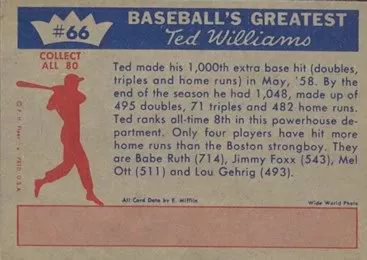 #66
BASEBALL'S GREATEST
Ted Williams
COLLECT
ALL 80
Ted made his 1,000th extra base hit (doubles,
triples and home runs) in May, '58. By the
end of the season he had 1,048, made up of
495 doubles, 71 triples and 482 home runs.
Ted ranks all-time 8th in this powerhouse de-
partment. Only four players have hit more
home runs than the Boston strongboy. They
are Babe Ruth (714), Jimmy Foxx (543), Mel
Ott (511) and Lou Gehrig (493).
All Card Data by E. Mifflin
Wide World Photo